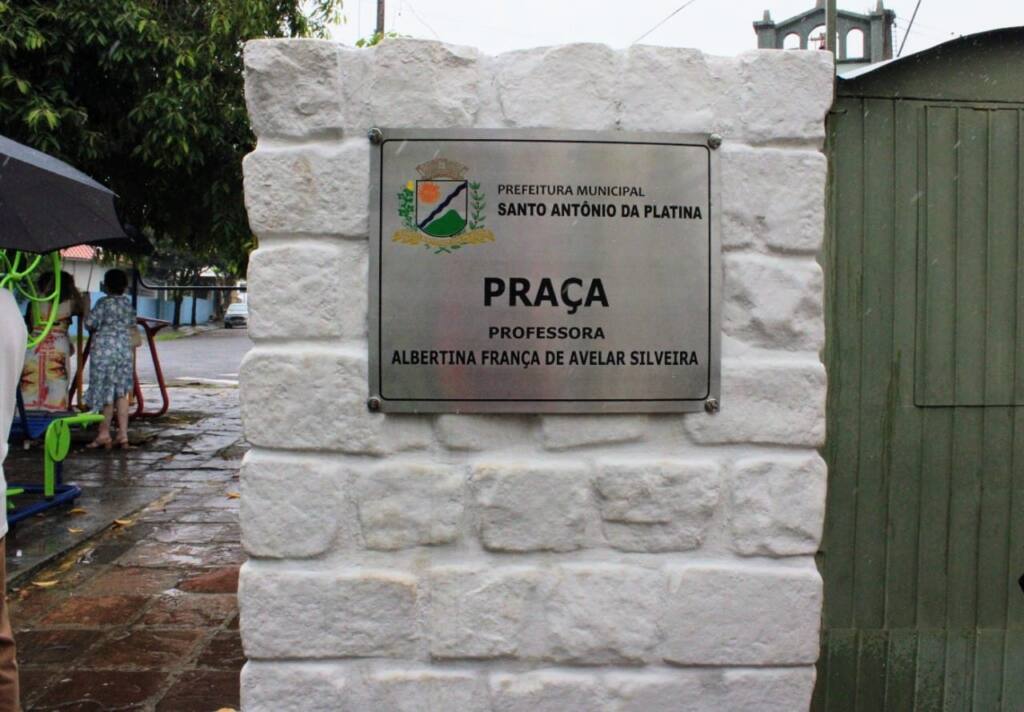 PREFEITURA MUNICIPAL
SANTO ANTÔNIO DA PLATINA
PRAÇA
PROFESSORA
ALBERTINA FRANÇA DE AVELAR SILVEIRA